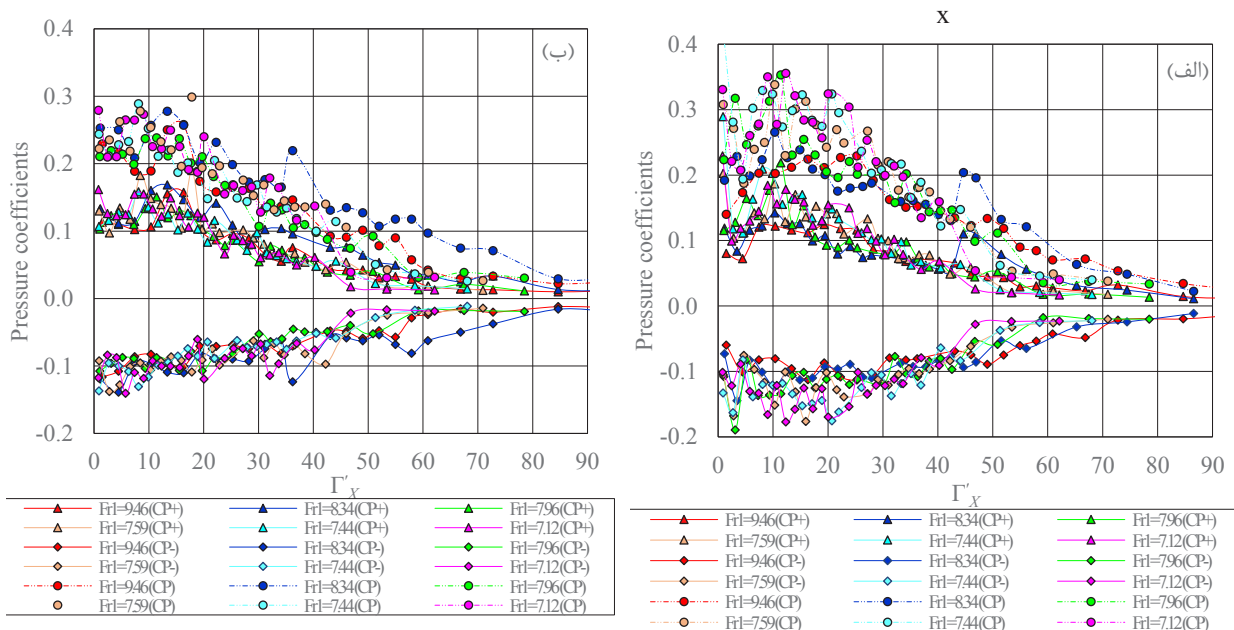 x
0.4
0.3
0.2
0.1
0.0
-0.1
-0.2
Pressure coefficients
(ب)
0 10 20 30 40 50 60 70 80 90
Γ′X
Fr1=9.46(CP+) Fr1=8.34(CP+) Fr1=7.96(CP+)
Fr1=7.59(CP+) Fr1=7.44(CP+) Fr1=7.12(CP+)
Fr1=9.46(CP-) Fr1=8.34(CP-) Fr1=7.96(CP-)
Fr1=7.59(CP-) Fr1=7.44(CP-) Fr1=7.12(CP-)
Fr1=9.46(CP) Fr1=8.34(CP) Fr1=7.96(CP)
Fr1=7.59(CP) Fr1=7.44(CP) Fr1=7.12(CP)
0.4
0.3
0.2
0.1
0.0
-0.1
-0.2
Pressure coefficients
(الف)
0 10 20 30 40 50 60 70 80 90
Γ′X
Fr1=9.46(CP+) Fr1=8.34(CP+) Fr1=7.96(CP+)
Fr1=7.59(CP+) Fr1=7.44(CP+) Fr1=7.12(CP+)
Fr1=9.46(CP-) Fr1=8.34(CP-) Fr1=7.96(CP-)
Fr1=7.59(CP-) Fr1=7.44(CP-) Fr1=7.12(CP-)
Fr1=9.46(CP) Fr1=8.34(CP) Fr1=7.96(CP)
Fr1=7.59(CP) Fr1=7.44(CP) Fr1=7.12(CP)